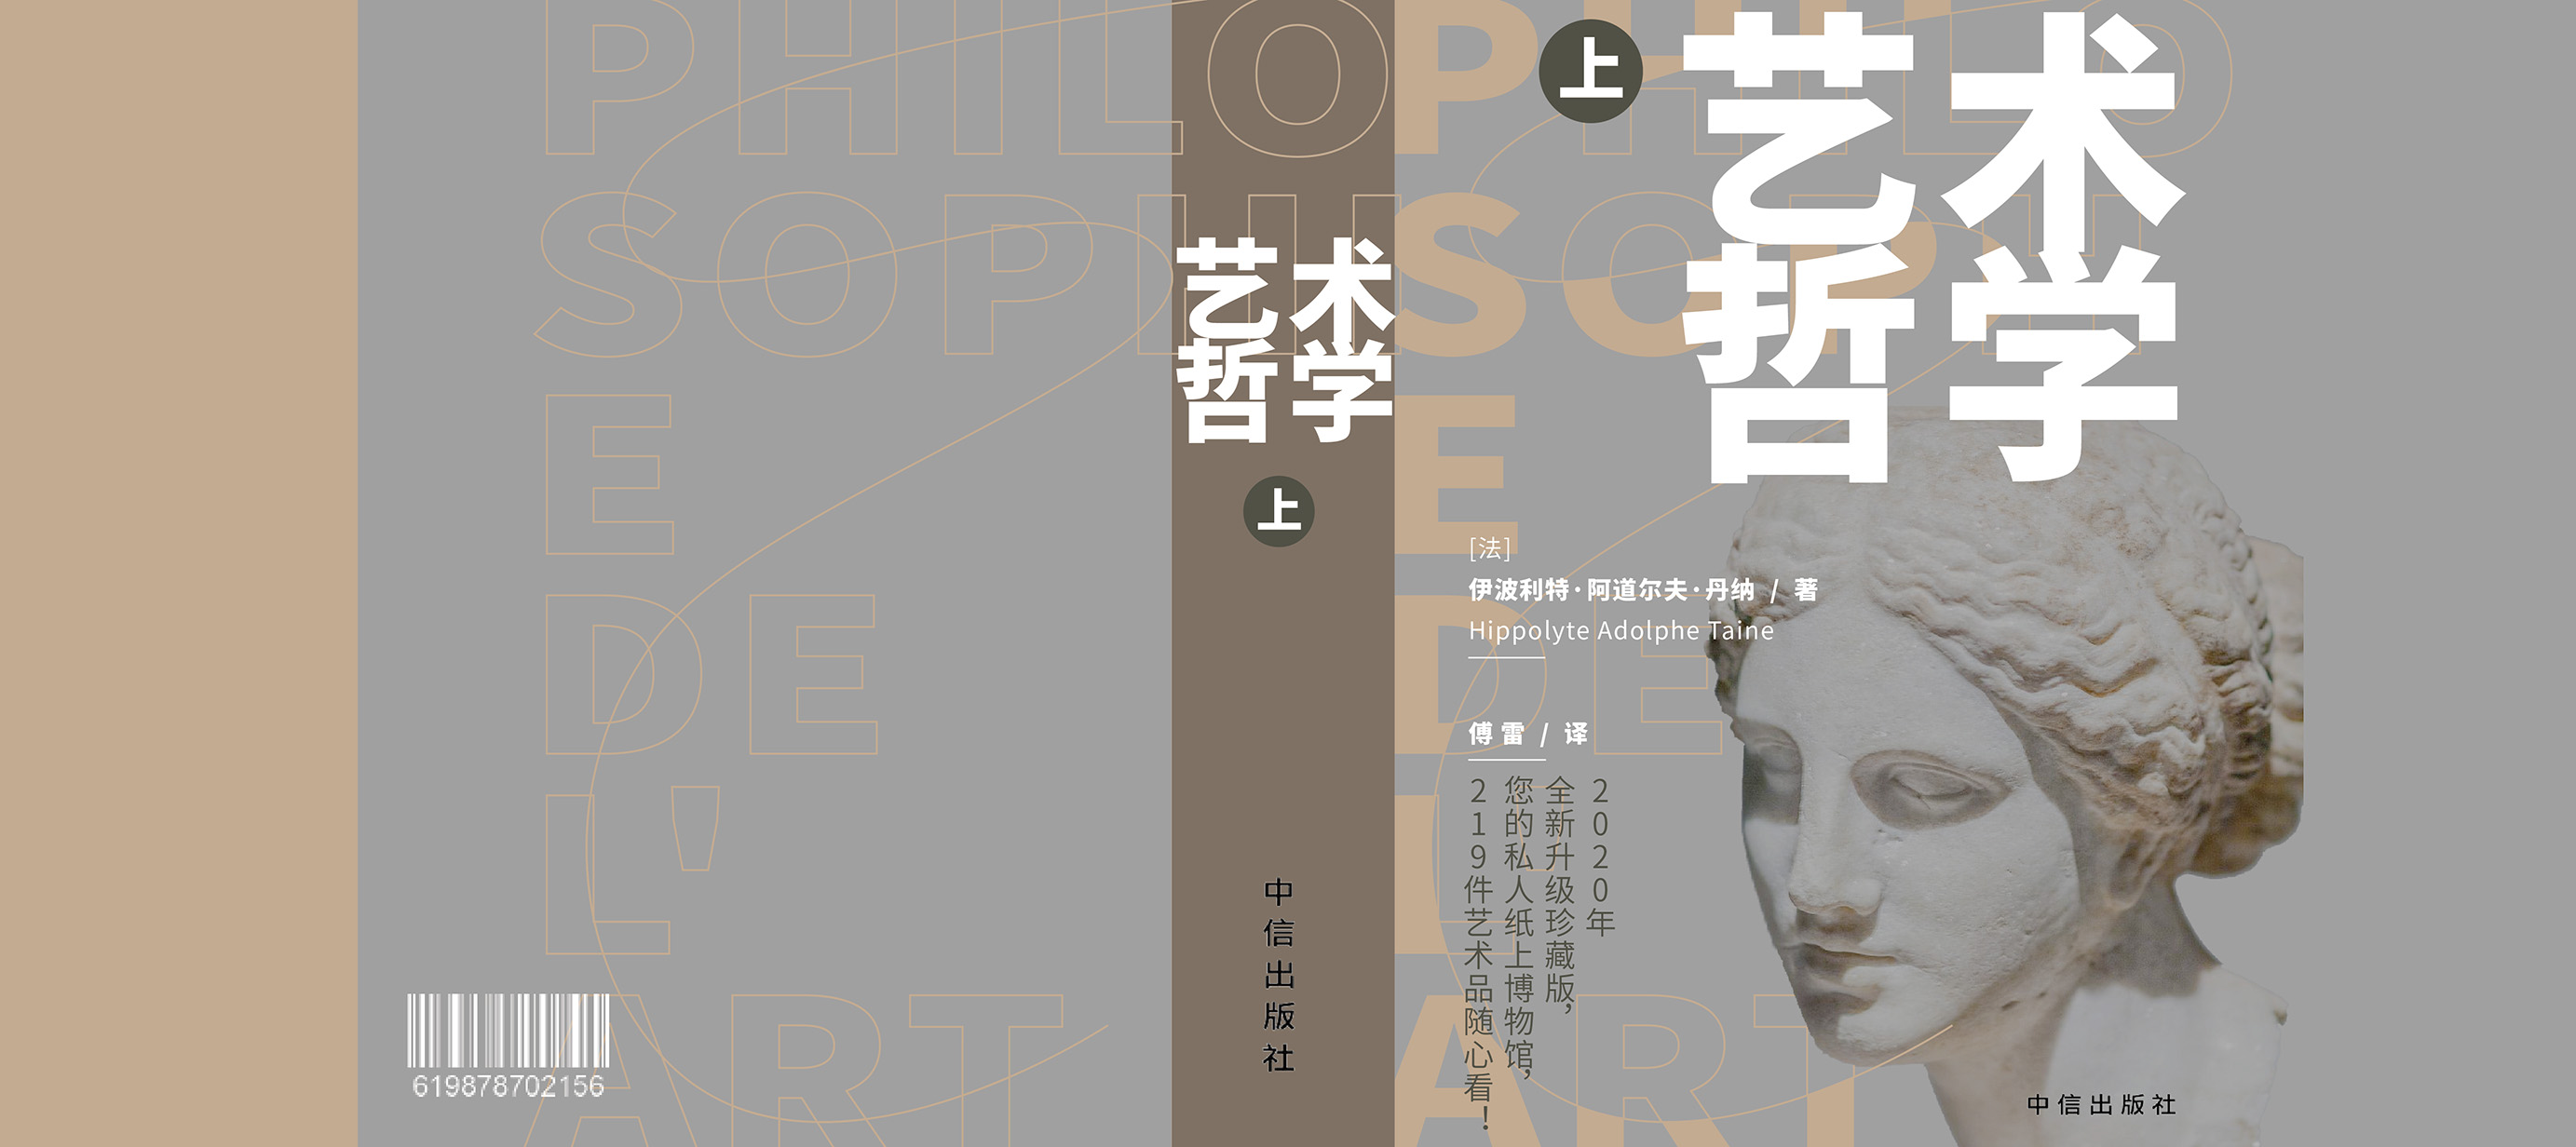 PHILO
SOPH
E
DE
L'
ART
619878702156
艺术
哲学
上
中信出版社
PHILO
SOPH
E
DE
L'
ART
上
艺术
哲学
[法]
伊波利特·阿道尔夫·丹纳 / 著
Hippolyte Adolphe Taine
傅雷 / 译
2020年
全新升级珍藏版，
您的私人纸上博物馆，
219件艺术品随心看！
中信出版社